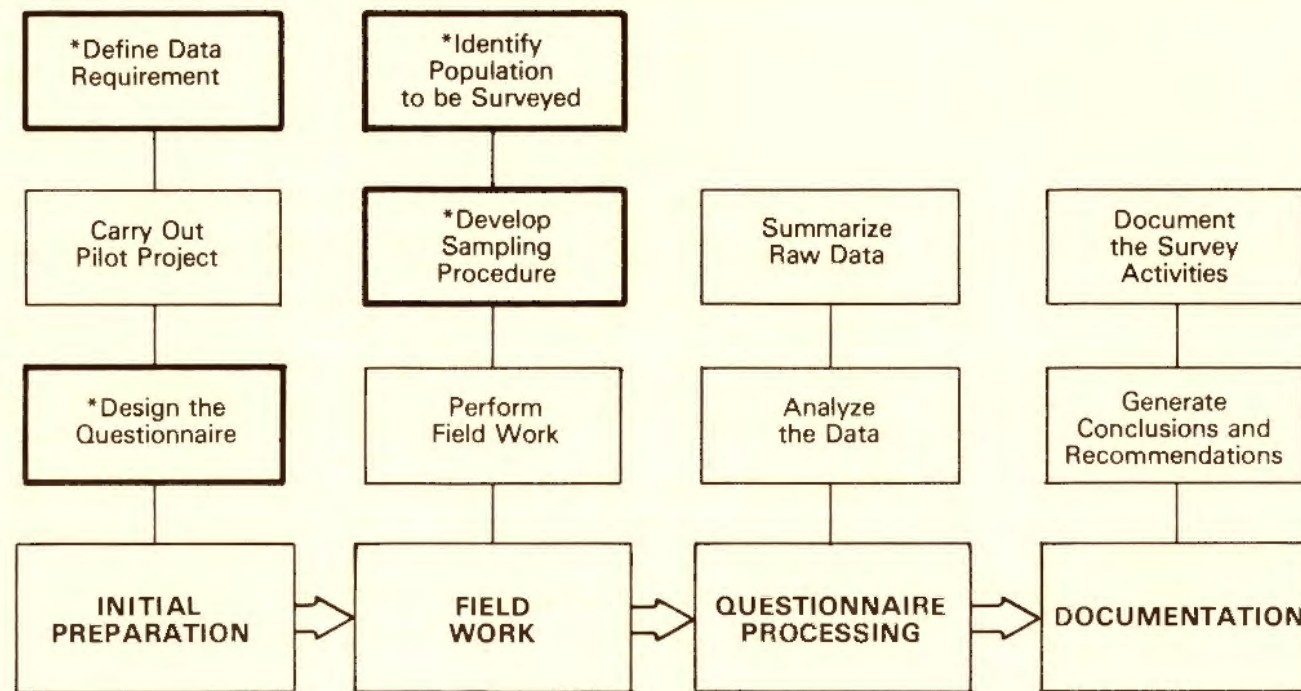 *Define Data
Requirement
*Identify
Population
to be Surveyed
Carry Out
Pilot Project
*Develop
Sampling
Procedure
Summarize
Raw Data
Document
the Survey
Activities
*Design the
Questionnaire
Perform
Field Work
Analyze
the Data
Generate
Conclusions and
Recommendations
INITIAL
PREPARATION
FIELD
WORK
QUESTIONNAIRE
PROCESSING
DOCUMENTATION